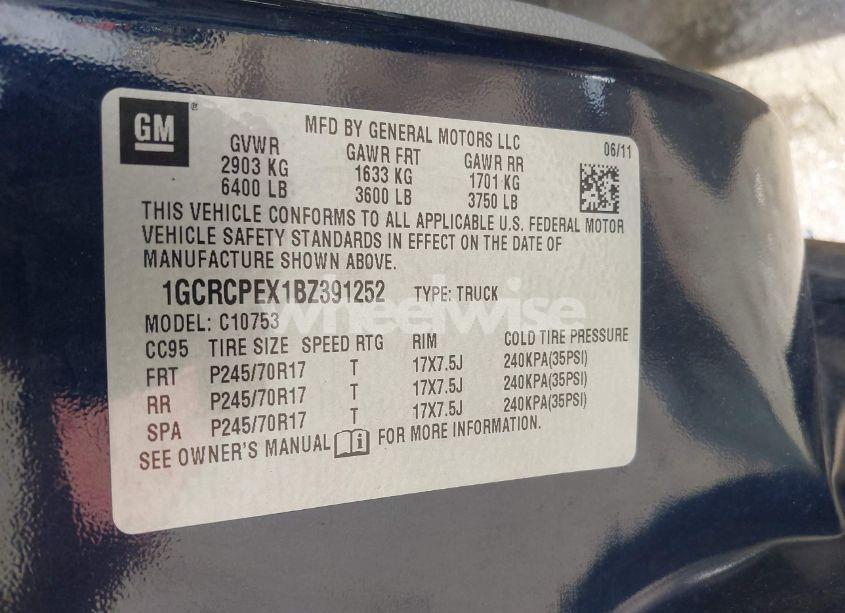 GM
®
MFD BY GENERAL MOTORS LLC
06/11
GVWR GAWR FRT GAWR RR
2903 KG 1633 KG 1701 KG
6400 LB 3600 LB 3750 LB
THIS VEHICLE CONFORMS TO ALL APPLICABLE U.S. FEDERAL MOTOR
VEHICLE SAFETY STANDARDS IN EFFECT ON THE DATE OF
MANUFACTURE SHOWN ABOVE.
1GCRCPEX1BZ391252 TYPE: TRUCK
wheelwise
MODEL: C10753
CC95 TIRE SIZE SPEED RTG RIM COLD TIRE PRESSURE
FRT P245/70R17 T 17X7.5J 240KPA(35PSI)
RR P245/70R17 T 17X7.5J 240KPA(35PSI)
SPA P245/70R17 T 17X7.5J 240KPA(35PSI)
SEE OWNER'S MANUAL i FOR MORE INFORMATION.